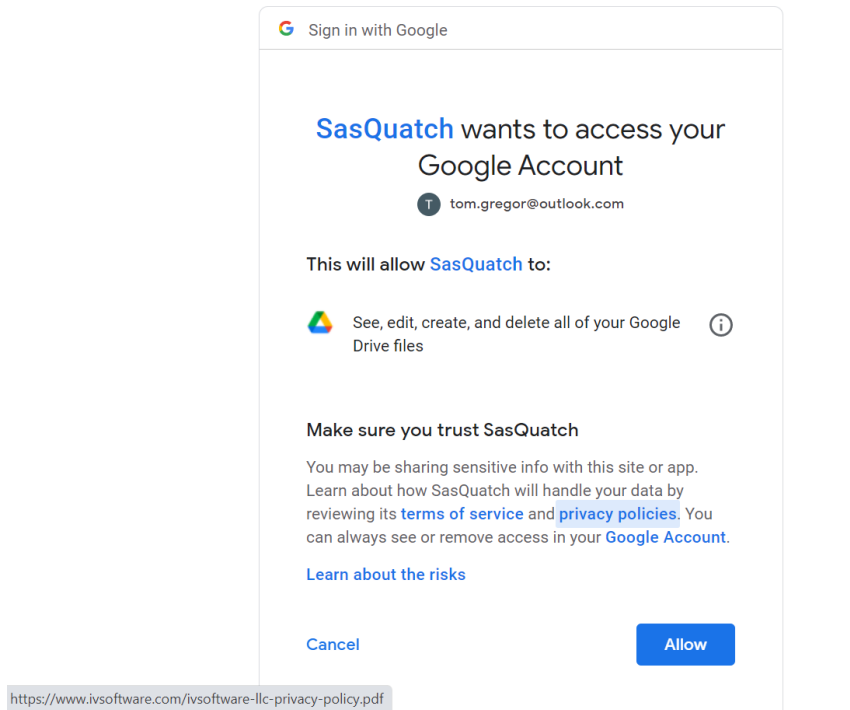 Sign in with Google
SasQuatch wants to access your
Google Account
T tom.gregor@outlook.com
This will allow SasQuatch to:
See, edit, create, and delete all of your Google
Drive files
Make sure you trust SasQuatch
You may be sharing sensitive info with this site or app.
Learn about how SasQuatch will handle your data by
reviewing its terms of service and privacy policies. You
can always see or remove access in your Google Account.
Learn about the risks
Cancel
Allow
https://www.ivsoftware.com/ivsoftware-llc-privacy-policy.pdf